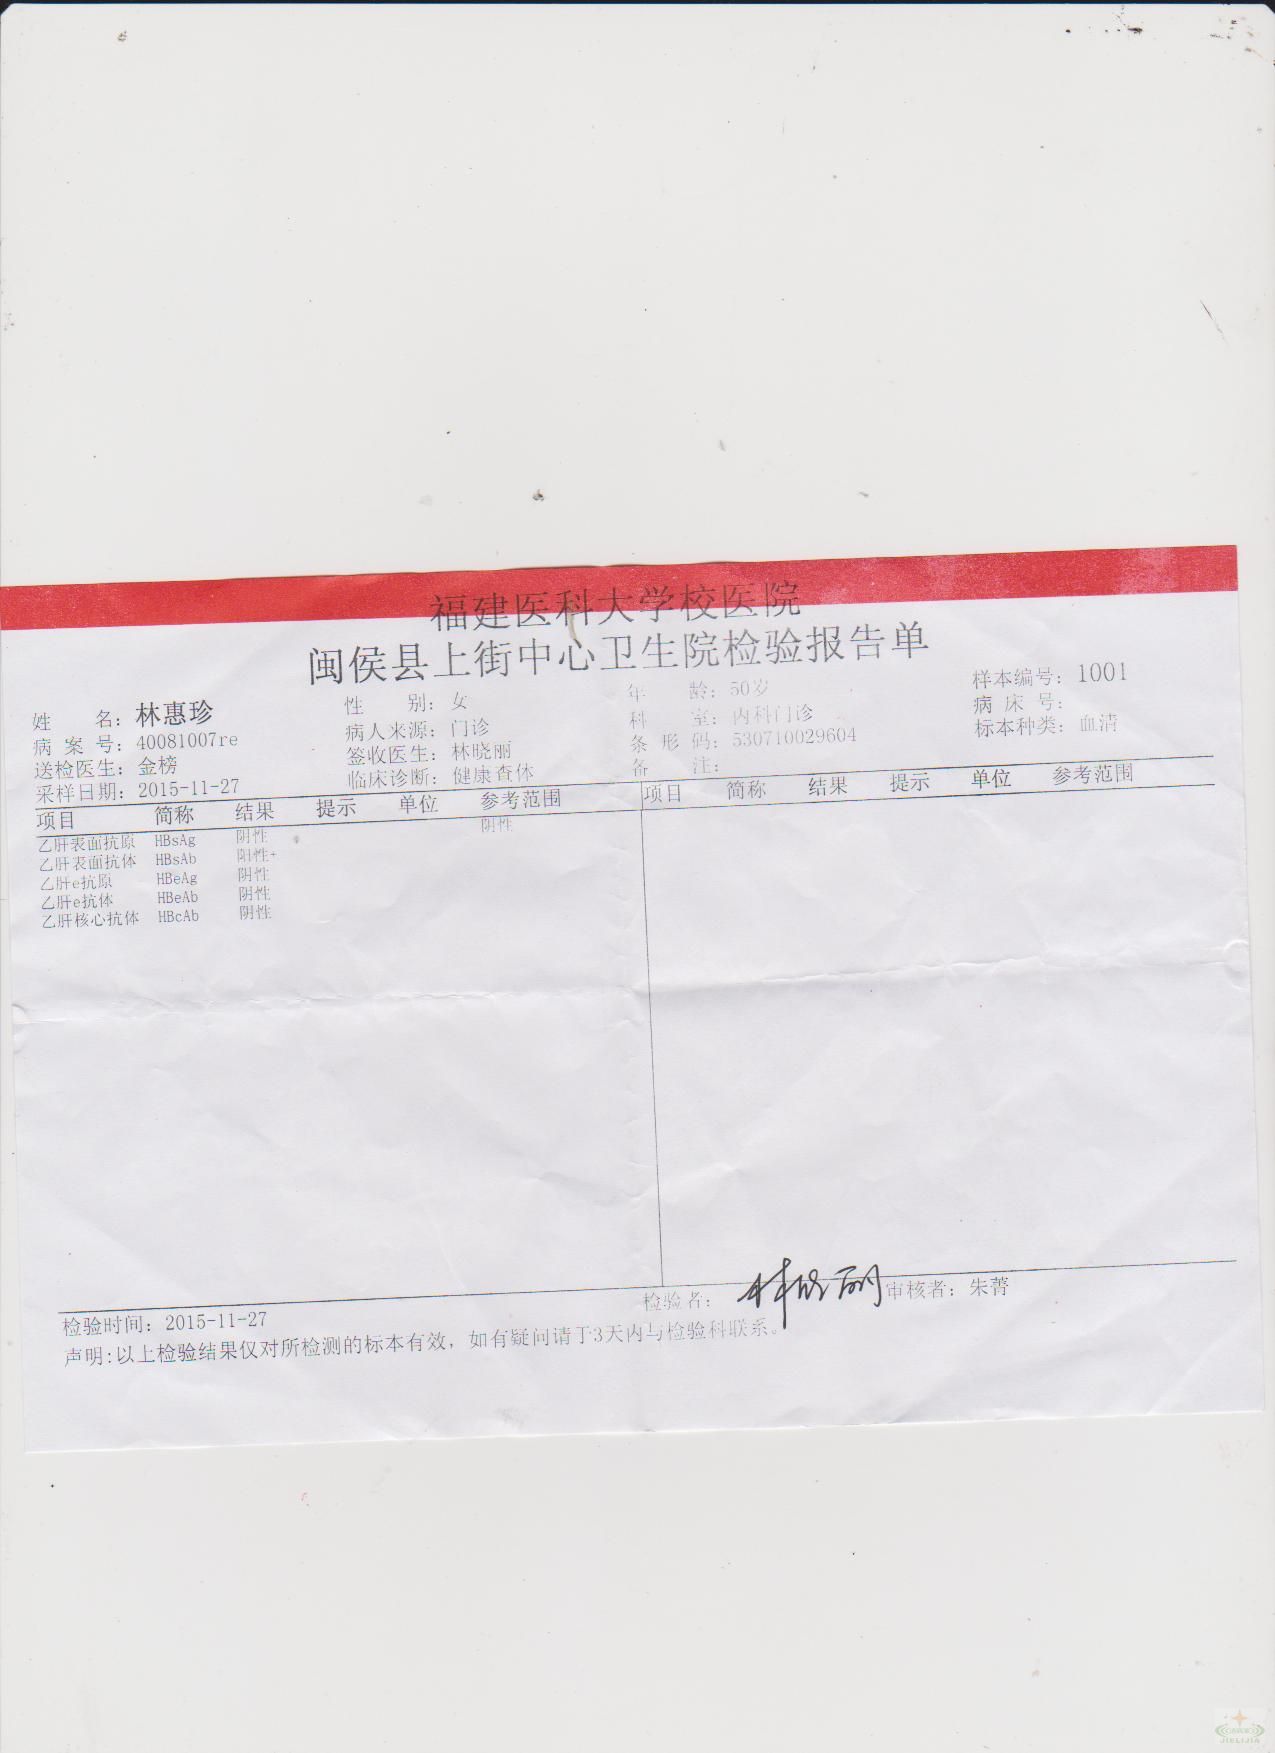 福建医科大学校医院
闽侯县上街中心卫生院检验报告单
姓 名：林惠珍 性 别：女 年 龄：50岁 样本编号：1001
病 案 号：40081007re 病人来源：门诊 科 室：内科门诊 病 床 号：
送检医生：金榜 签收医生：林晓丽 条 形 码：530710029604 标本种类：血清
采样日期：2015-11-27 临床诊断：健康查体 备 注：
项目 简称 结果 提示 单位 参考范围 项目 简称 结果 提示 单位 参考范围
乙肝表面抗原 HBsAg 阴性 阴性
乙肝表面抗体 HBsAb 阳性+
乙肝e抗原 HBeAg 阴性
乙肝e抗体 HBeAb 阴性
乙肝核心抗体 HBcAb 阴性
检验时间：2015-11-27 检验者：林晓丽 审核者：朱菁
声明:以上检验结果仅对所检测的标本有效，如有疑问请于3天内与检验科联系。
JIELIJIA